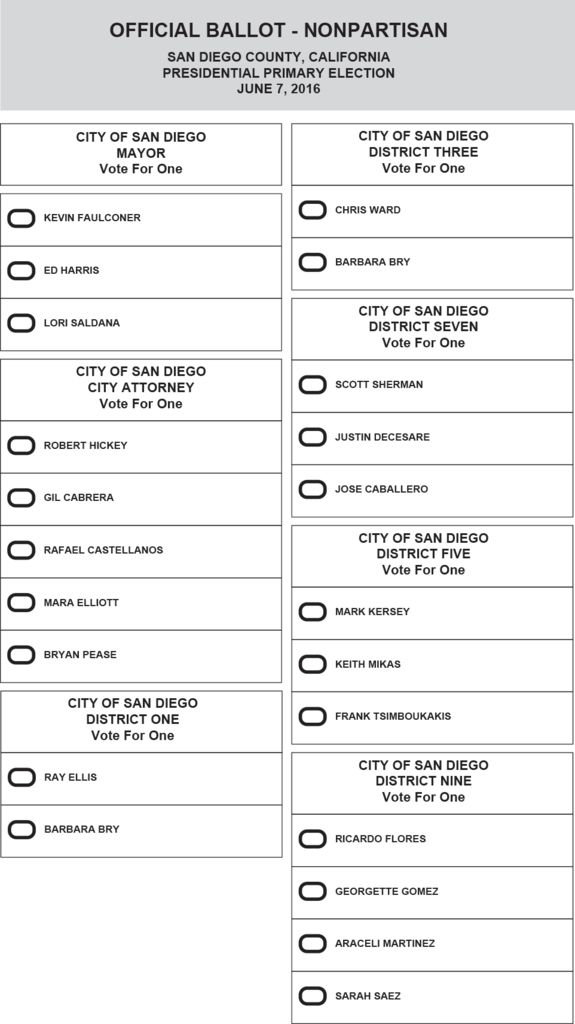 OFFICIAL BALLOT - NONPARTISAN
SAN DIEGO COUNTY, CALIFORNIA
PRESIDENTIAL PRIMARY ELECTION
JUNE 7, 2016
CITY OF SAN DIEGO
MAYOR
Vote For One
KEVIN FAULCONER
ED HARRIS
LORI SALDANA
CITY OF SAN DIEGO
CITY ATTORNEY
Vote For One
ROBERT HICKEY
GIL CABRERA
RAFAEL CASTELLANOS
MARA ELLIOTT
BRYAN PEASE
CITY OF SAN DIEGO
DISTRICT ONE
Vote For One
RAY ELLIS
BARBARA BRY
CITY OF SAN DIEGO
DISTRICT THREE
Vote For One
CHRIS WARD
BARBARA BRY
CITY OF SAN DIEGO
DISTRICT SEVEN
Vote For One
SCOTT SHERMAN
JUSTIN DECESARE
JOSE CABALLERO
CITY OF SAN DIEGO
DISTRICT FIVE
Vote For One
MARK KERSEY
KEITH MIKAS
FRANK TSIMBOUKAKIS
CITY OF SAN DIEGO
DISTRICT NINE
Vote For One
RICARDO FLORES
GEORGETTE GOMEZ
ARACELI MARTINEZ
SARAH SAEZ